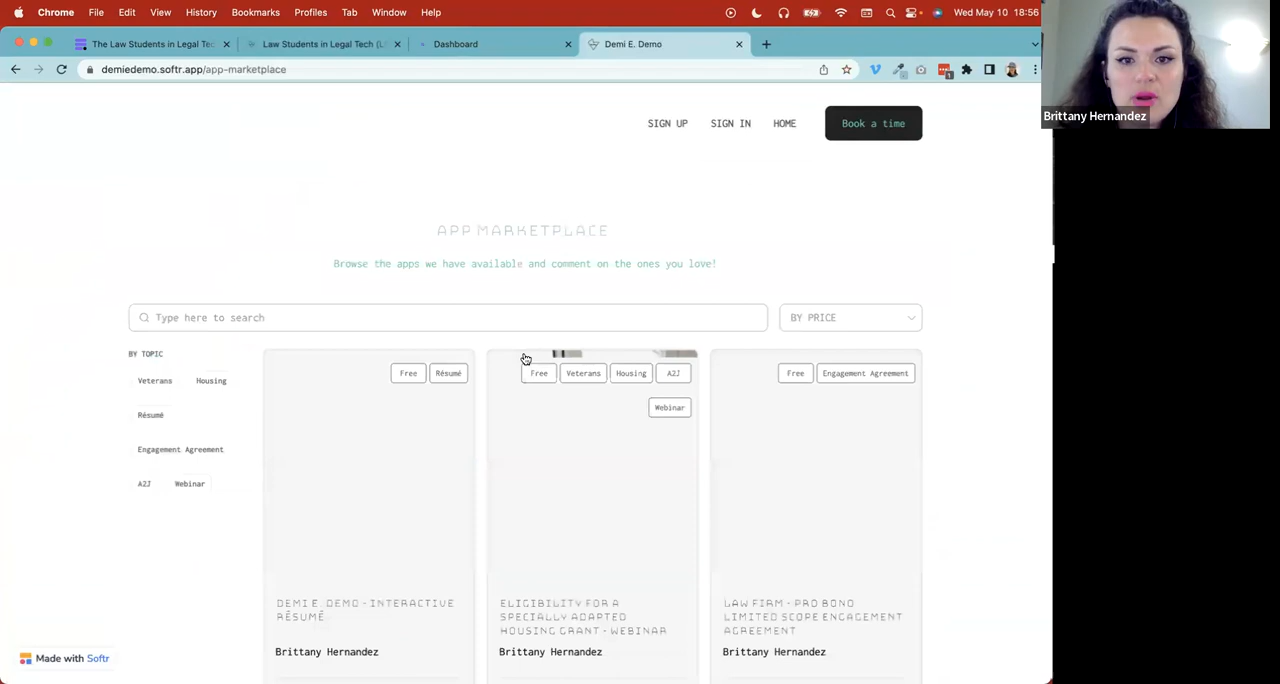 Chrome File Edit View History Bookmarks Profiles Tab Window Help Wed May 10 18:56
The Law Students in Legal Tec Law Students in Legal Tech (L Dashboard Demi E. Demo
demiedemo.softr.app/app-marketplace
Brittany Hernandez
SIGN UP SIGN IN HOME Book a time
APP MARKETPLACE
Browse the apps we have available and comment on the ones you love!
Type here to search BY PRICE
BY TOPIC
Veterans Housing
Résumé
Engagement Agreement
A2J Webinar
Free Résumé
DEMI E. DEMO - INTERACTIVE
RÉSUMÉ
Brittany Hernandez
Free Veterans Housing A2J
Webinar
ELIGIBILITY FOR A
SPECIALLY ADAPTED
HOUSING GRANT - WEBINAR
Brittany Hernandez
Free Engagement Agreement
LAW FIRM - PRO BONO
LIMITED SCOPE ENGAGEMENT
AGREEMENT
Brittany Hernandez
Made with Softr